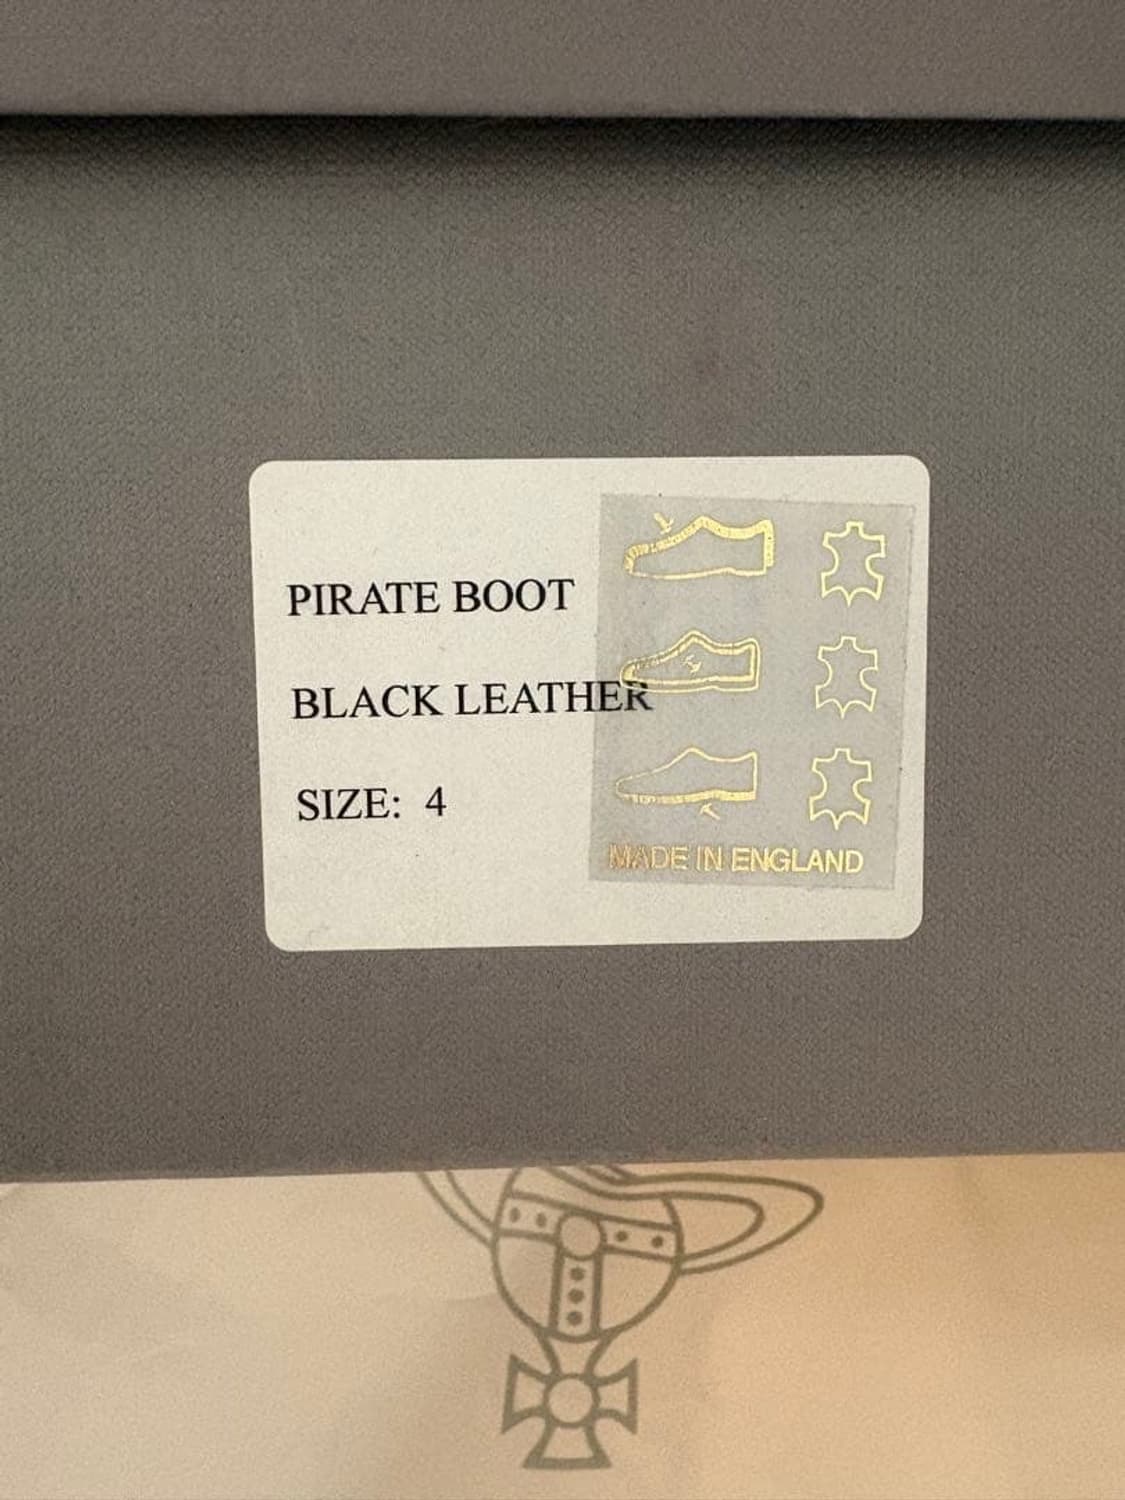 PIRATE BOOT
BLACK LEATHER
SIZE: 4
MADE IN ENGLAND